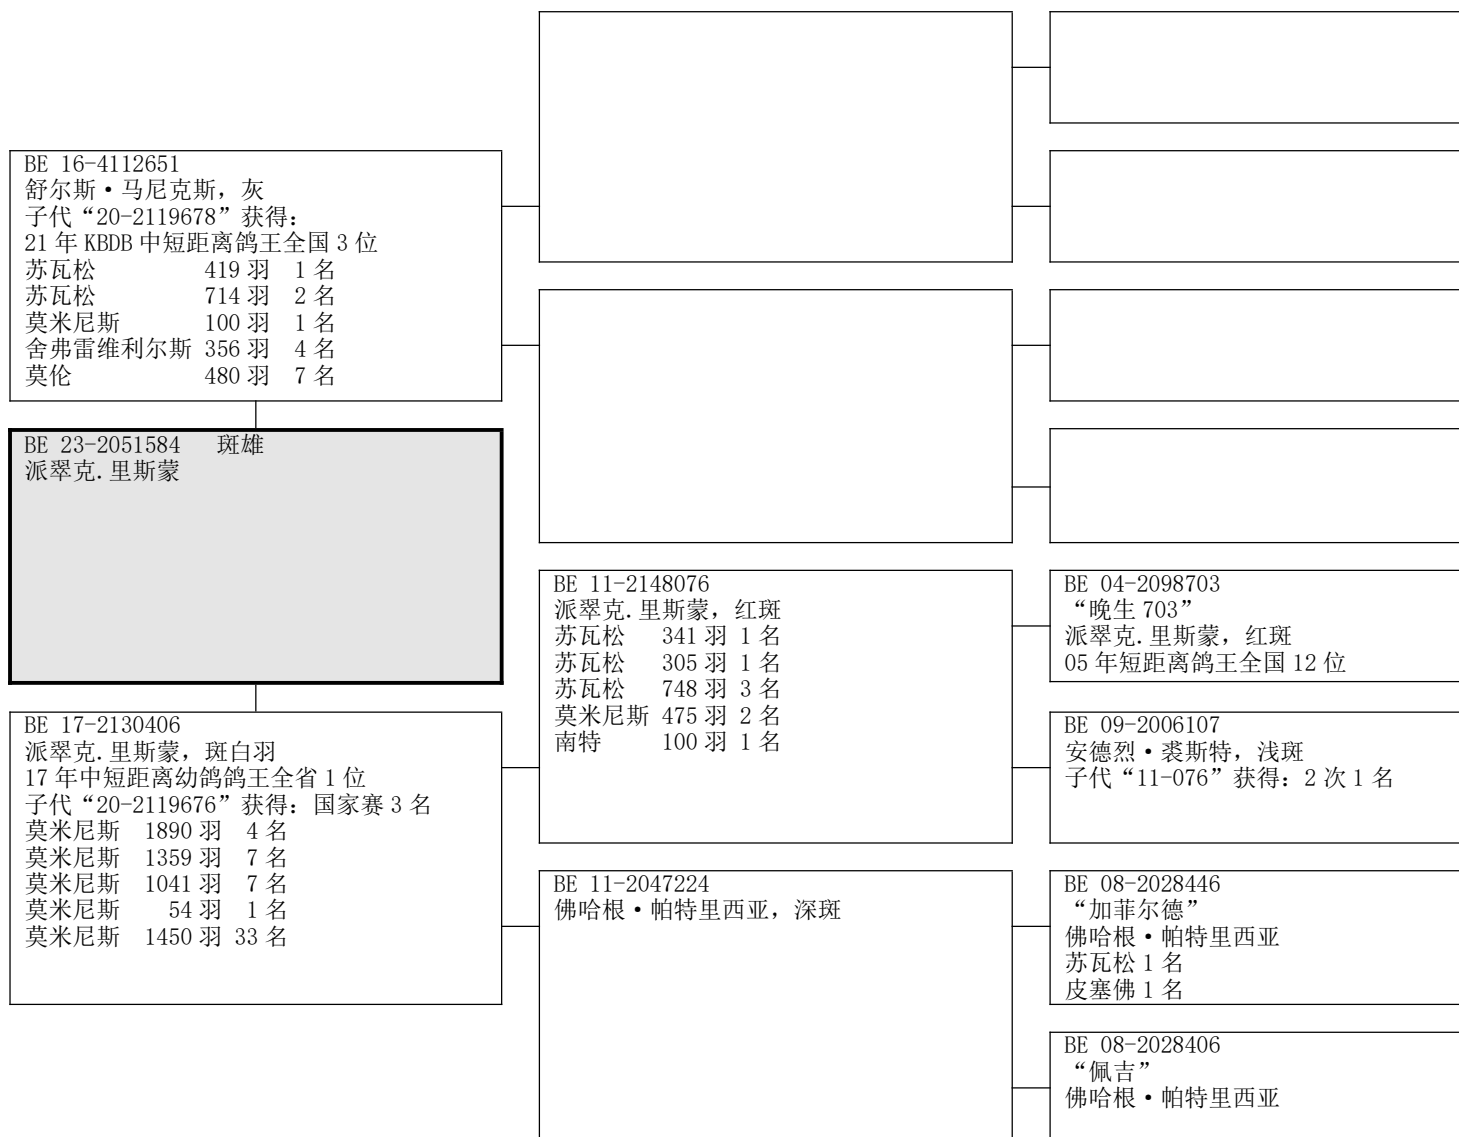 BE 16-4112651
舒尔斯·马尼克斯，灰
子代“20-2119678”获得：
21 年 KBDB 中短距离鸽王全国 3 位
苏瓦松 419 羽 1 名
苏瓦松 714 羽 2 名
莫米尼斯 100 羽 1 名
舍弗雷维利尔斯 356 羽 4 名
莫伦 480 羽 7 名
BE 23-2051584 斑雄
派翠克.里斯蒙
BE 17-2130406
派翠克.里斯蒙，斑白羽
17 年中短距离幼鸽鸽王全省 1 位
子代“20-2119676”获得：国家赛 3 名
莫米尼斯 1890 羽 4 名
莫米尼斯 1359 羽 7 名
莫米尼斯 1041 羽 7 名
莫米尼斯 54 羽 1 名
莫米尼斯 1450 羽 33 名
BE 11-2148076
派翠克.里斯蒙，红斑
苏瓦松 341 羽 1 名
苏瓦松 305 羽 1 名
苏瓦松 748 羽 3 名
莫米尼斯 475 羽 2 名
南特 100 羽 1 名
BE 11-2047224
佛哈根·帕特里西亚，深斑
BE 04-2098703
“晚生 703”
派翠克.里斯蒙，红斑
05 年短距离鸽王全国 12 位
BE 09-2006107
安德烈·裘斯特，浅斑
子代“11-076”获得：2 次 1 名
BE 08-2028446
“加菲尔德”
佛哈根·帕特里西亚
苏瓦松 1 名
皮塞佛 1 名
BE 08-2028406
“佩吉”
佛哈根·帕特里西亚